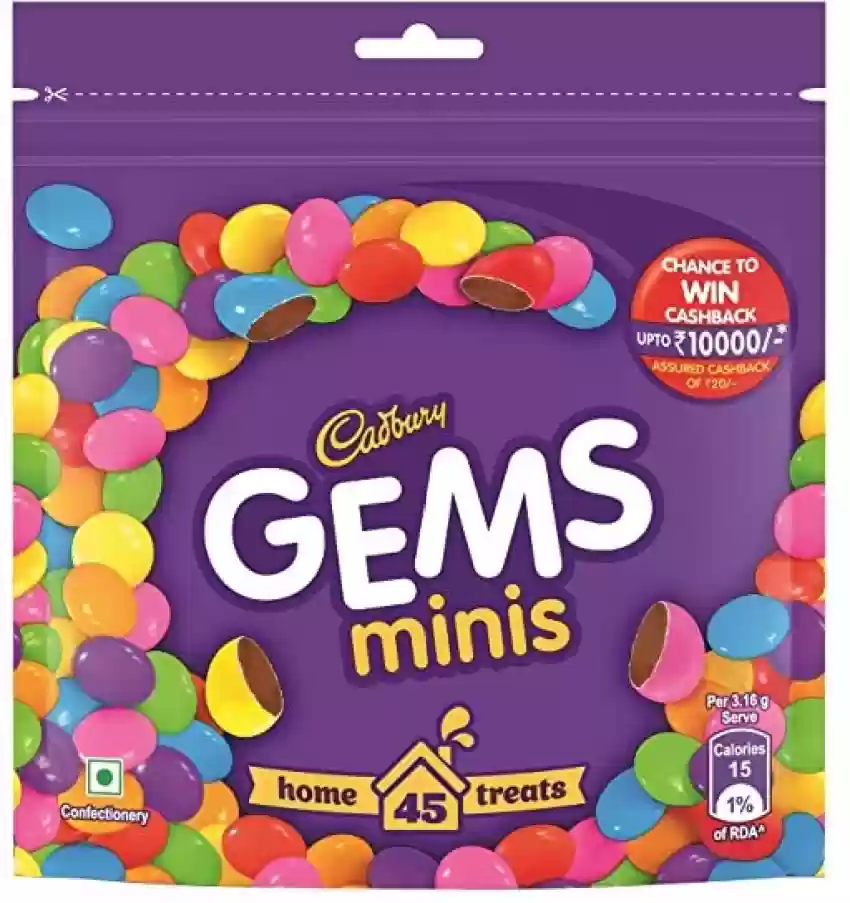 CHANCE TO
WIN
CASHBACK
UPTO ₹10000/-*
ASSURED CASHBACK
OF ₹20/-
Cadbury
GEMS
minis
home 45 treats
Confectionery
Per 3.16 g
Serve
Calories
15
1%
of RDA^